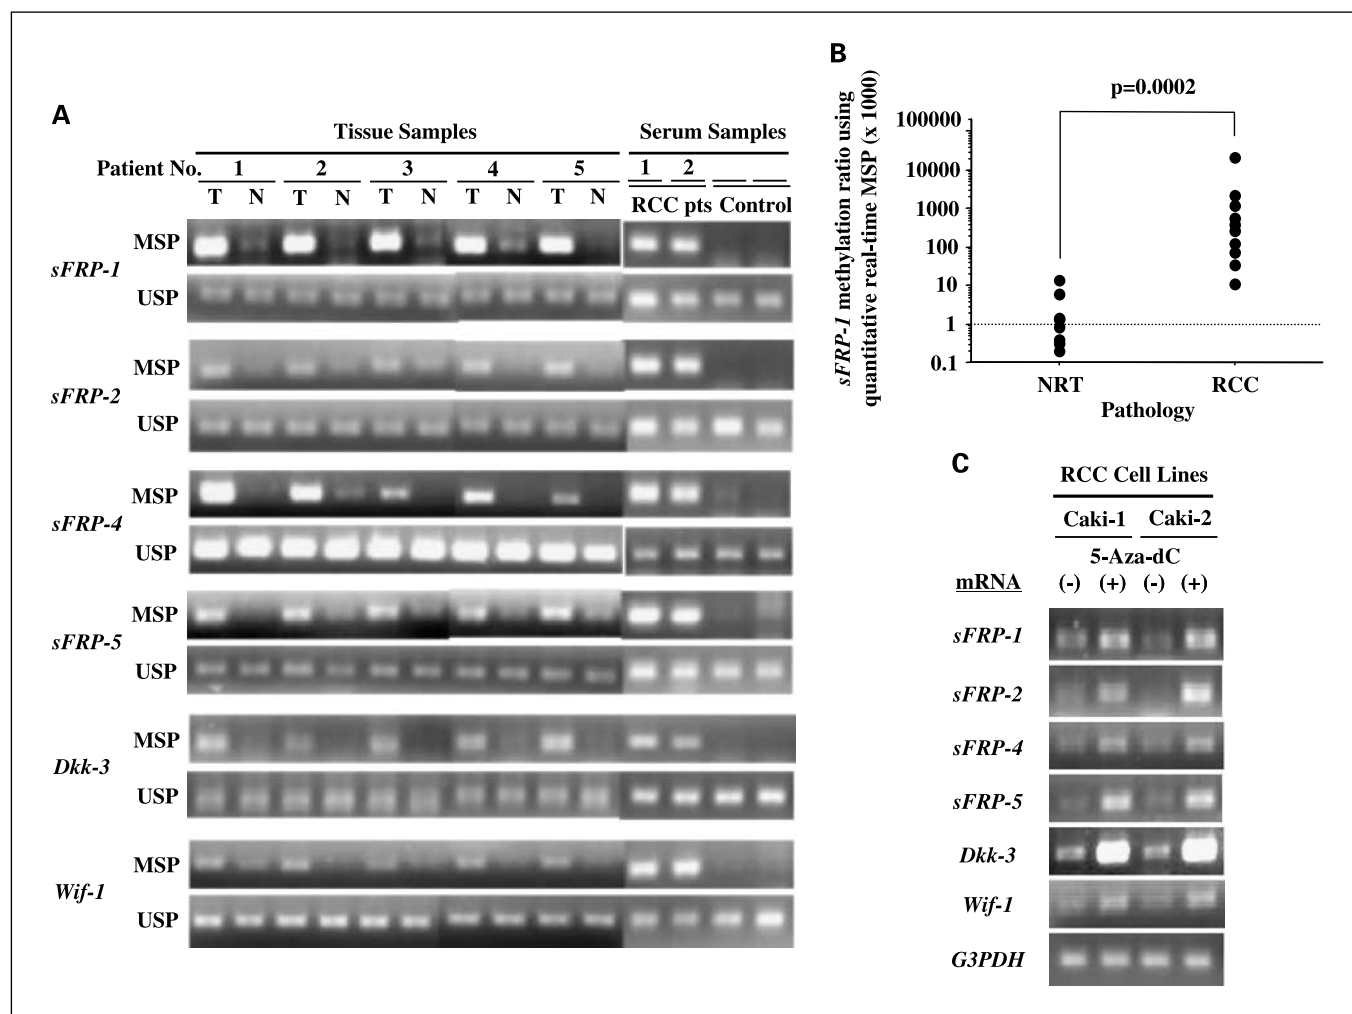 A
Tissue Samples Serum Samples
Patient No. 1 2 3 4 5 1 2
T N T N T N T N T N RCC pts Control
MSP
sFRP-1
USP
MSP
sFRP-2
USP
MSP
sFRP-4
USP
MSP
sFRP-5
USP
MSP
Dkk-3
USP
MSP
Wif-1
USP
B
sFRP-1 methylation ratio using
quantitative real-time MSP (x 1000)
p=0.0002
100000
10000
1000
100
10
1
0.1
NRT RCC
Pathology
C
RCC Cell Lines
Caki-1 Caki-2
5-Aza-dC
mRNA (-) (+) (-) (+)
sFRP-1
sFRP-2
sFRP-4
sFRP-5
Dkk-3
Wif-1
G3PDH